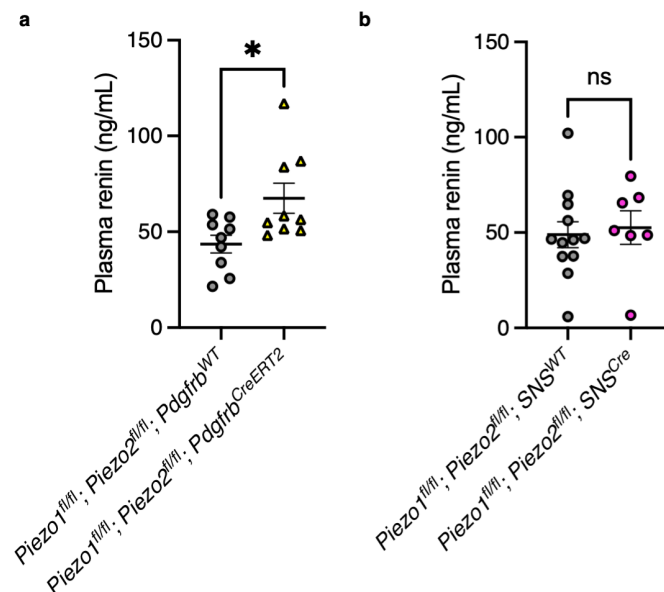 a
b
Plasma renin (ng/mL)
150
100
50
0
*
Piezo1fl/fl; Piezo2fl/fl; PdgfrbWT
Piezo1fl/fl; Piezo2fl/fl; PdgfrbCreERT2
Plasma renin (ng/mL)
150
100
50
0
ns
Piezo1fl/fl; Piezo2fl/fl; SNSWT
Piezo1fl/fl; Piezo2fl/fl; SNSCre